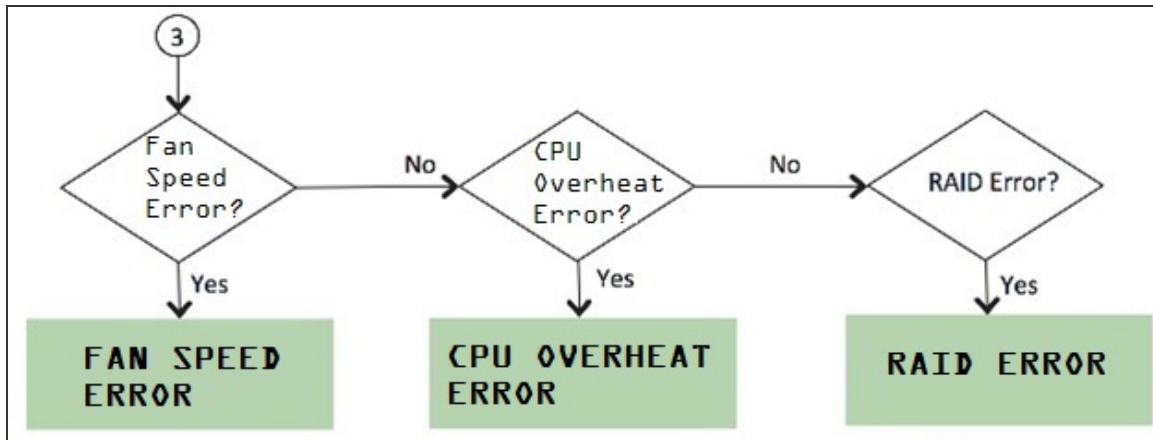 3
Fan
Speed
Error?
No
CPU
Overheat
Error?
No
RAID Error?
Yes
Yes
Yes
FAN SPEED
ERROR
CPU OVERHEAT
ERROR
RAID ERROR